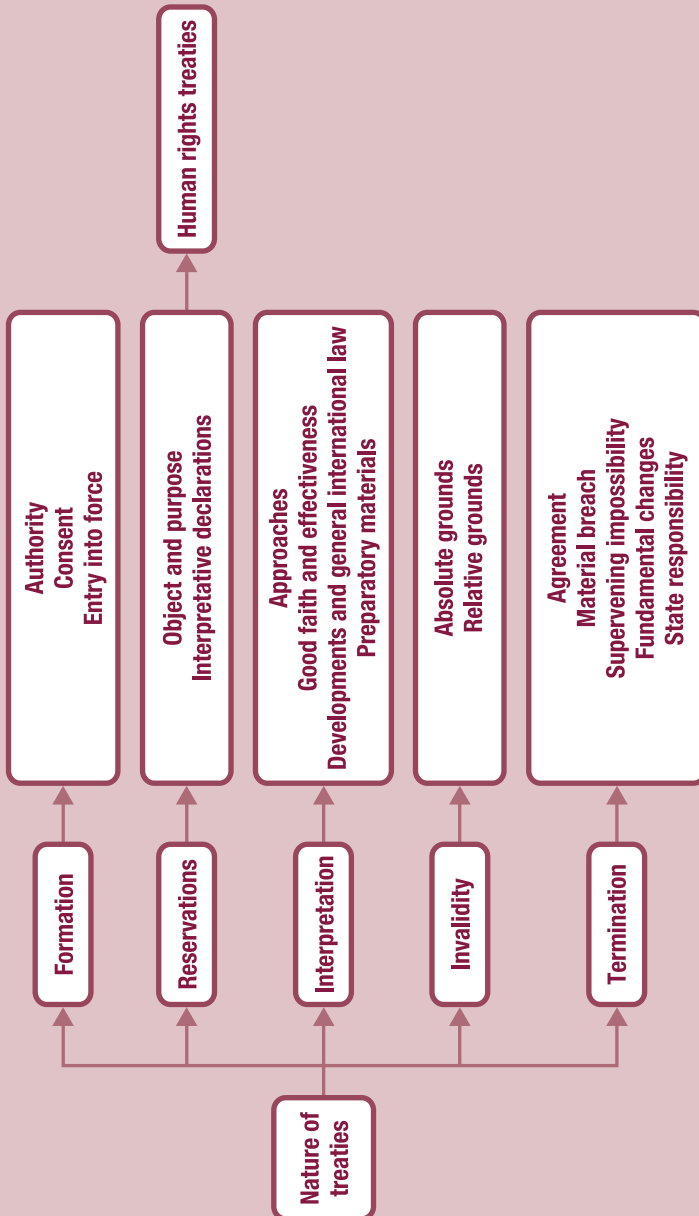 Nature of
treaties
Formation
Authority
Consent
Entry into force
Reservations
Object and purpose
Interpretative declarations
Human rights treaties
Interpretation
Approaches
Good faith and effectiveness
Developments and general international law
Preparatory materials
Invalidity
Absolute grounds
Relative grounds
Termination
Agreement
Material breach
Supervening impossibility
Fundamental changes
State responsibility